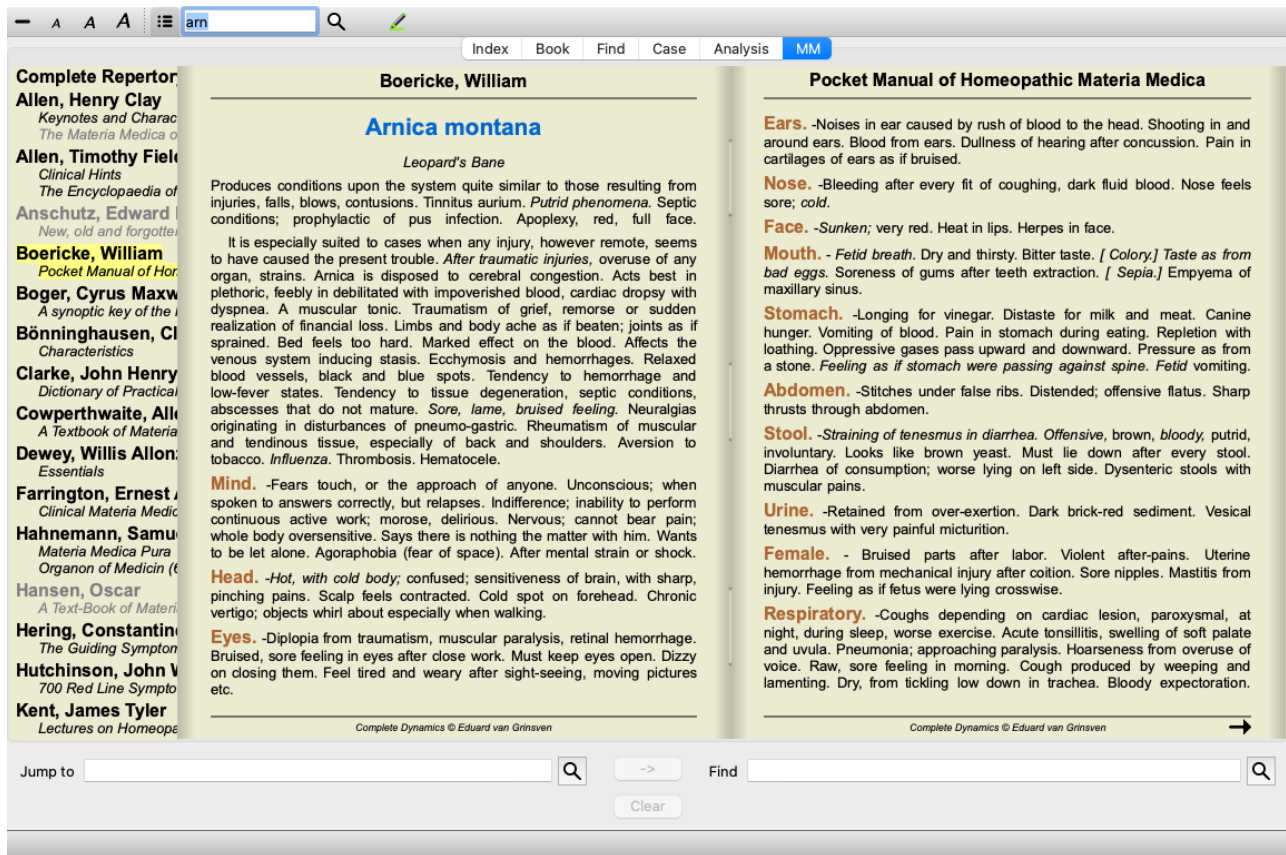 A A A arn
Index Book Find Case Analysis MM
Complete Repertor
Allen, Henry Clay
Keynotes and Charac
The Materia Medica o
Allen, Timothy Field
Clinical Hints
The Encyclopaedia of
Anschutz, Edward
New, old and forgotte
Boericke, William
Pocket Manual of Hor
Boger, Cyrus Maxw
A synoptic key of the
Bönninghausen, Cl
Characteristics
Clarke, John Henry
Dictionary of Practical
Cowperthwaite, Alle
A Textbook of Materia
Dewey, Willis Allon
Essentials
Farrington, Ernest
Clinical Materia Medic
Hahnemann, Samu
Materia Medica Pura
Organon of Medicin (6
Hansen, Oscar
A Text-Book of Materi
Hering, Constantin
The Guiding Symptom
Hutchinson, John W
700 Red Line Sympto
Kent, James Tyler
Lectures on Homeopa
Boericke, William
Arnica montana
Leopard's Bane
Produces conditions upon the system quite similar to those resulting from
injuries, falls, blows, contusions. Tinnitus aurium. Putrid phenomena. Septic
conditions; prophylactic of pus infection. Apoplexy, red, full face.
It is especially suited to cases when any injury, however remote, seems
to have caused the present trouble. After traumatic injuries, overuse of any
organ, strains. Arnica is disposed to cerebral congestion. Acts best in
plethoric, feebly in debilitated with impoverished blood, cardiac dropsy with
dyspnea. A muscular tonic. Traumatism of grief, remorse or sudden
realization of financial loss. Limbs and body ache as if beaten; joints as if
sprained. Bed feels too hard. Marked effect on the blood. Affects the
venous system inducing stasis. Ecchymosis and hemorrhages. Relaxed
blood vessels, black and blue spots. Tendency to hemorrhage and
low-fever states. Tendency to tissue degeneration, septic conditions,
abscesses that do not mature. Sore, lame, bruised feeling. Neuralgias
originating in disturbances of pneumo-gastric. Rheumatism of muscular
and tendinous tissue, especially of back and shoulders. Aversion to
tobacco. Influenza. Thrombosis. Hematocele.
Mind. -Fears touch, or the approach of anyone. Unconscious; when
spoken to answers correctly, but relapses. Indifference; inability to perform
continuous active work; morose, delirious. Nervous; cannot bear pain;
whole body oversensitive. Says there is nothing the matter with him. Wants
to be let alone. Agoraphobia (fear of space). After mental strain or shock.
Head. -Hot, with cold body; confused; sensitiveness of brain, with sharp,
pinching pains. Scalp feels contracted. Cold spot on forehead. Chronic
vertigo; objects whirl about especially when walking.
Eyes. -Diplopia from traumatism, muscular paralysis, retinal hemorrhage.
Bruised, sore feeling in eyes after close work. Must keep eyes open. Dizzy
on closing them. Feel tired and weary after sight-seeing, moving pictures
etc.
Complete Dynamics © Eduard van Grinsven
Pocket Manual of Homeopathic Materia Medica
Ears. -Noises in ear caused by rush of blood to the head. Shooting in and
around ears. Blood from ears. Dullness of hearing after concussion. Pain in
cartilages of ears as if bruised.
Nose. -Bleeding after every fit of coughing, dark fluid blood. Nose feels
sore; cold.
Face. -Sunken; very red. Heat in lips. Herpes in face.
Mouth. - Fetid breath. Dry and thirsty. Bitter taste. [ Colory.] Taste as from
bad eggs. Soreness of gums after teeth extraction. [ Sepia.] Empyema of
maxillary sinus.
Stomach. -Longing for vinegar. Distaste for milk and meat. Canine
hunger. Vomiting of blood. Pain in stomach during eating. Repletion with
loathing. Oppressive gases pass upward and downward. Pressure as from
a stone. Feeling as if stomach were passing against spine. Fetid vomiting.
Abdomen. -Stitches under false ribs. Distended; offensive flatus. Sharp
thrusts through abdomen.
Stool. -Straining of tenesmus in diarrhea. Offensive, brown, bloody, putrid,
involuntary. Looks like brown yeast. Must lie down after every stool.
Diarrhea of consumption; worse lying on left side. Dysenteric stools with
muscular pains.
Urine. -Retained from over-exertion. Dark brick-red sediment. Vesical
tenesmus with very painful micturition.
Female. - Bruised parts after labor. Violent after-pains. Uterine
hemorrhage from mechanical injury after coition. Sore nipples. Mastitis from
injury. Feeling as if fetus were lying crosswise.
Respiratory. -Coughs depending on cardiac lesion, paroxysmal, at
night, during sleep, worse exercise. Acute tonsillitis, swelling of soft palate
and uvula. Pneumonia; approaching paralysis. Hoarseness from overuse of
voice. Raw, sore feeling in morning. Cough produced by weeping and
lamenting. Dry, from tickling low down in trachea. Bloody expectoration.
Complete Dynamics © Eduard van Grinsven
Jump to -> Find
Clear